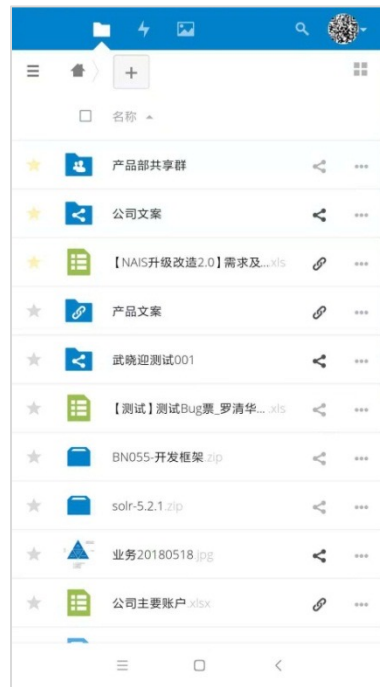 名称
产品部共享群
公司文案
【NAIS升级改造2.0】需求及...xls
产品文案
武晓迎测试001
【测试】测试Bug票_罗清华... .xls
BN055-开发框架.zip
solr-5.2.1.zip
业务20180518.jpg
公司主要账户.xlsx